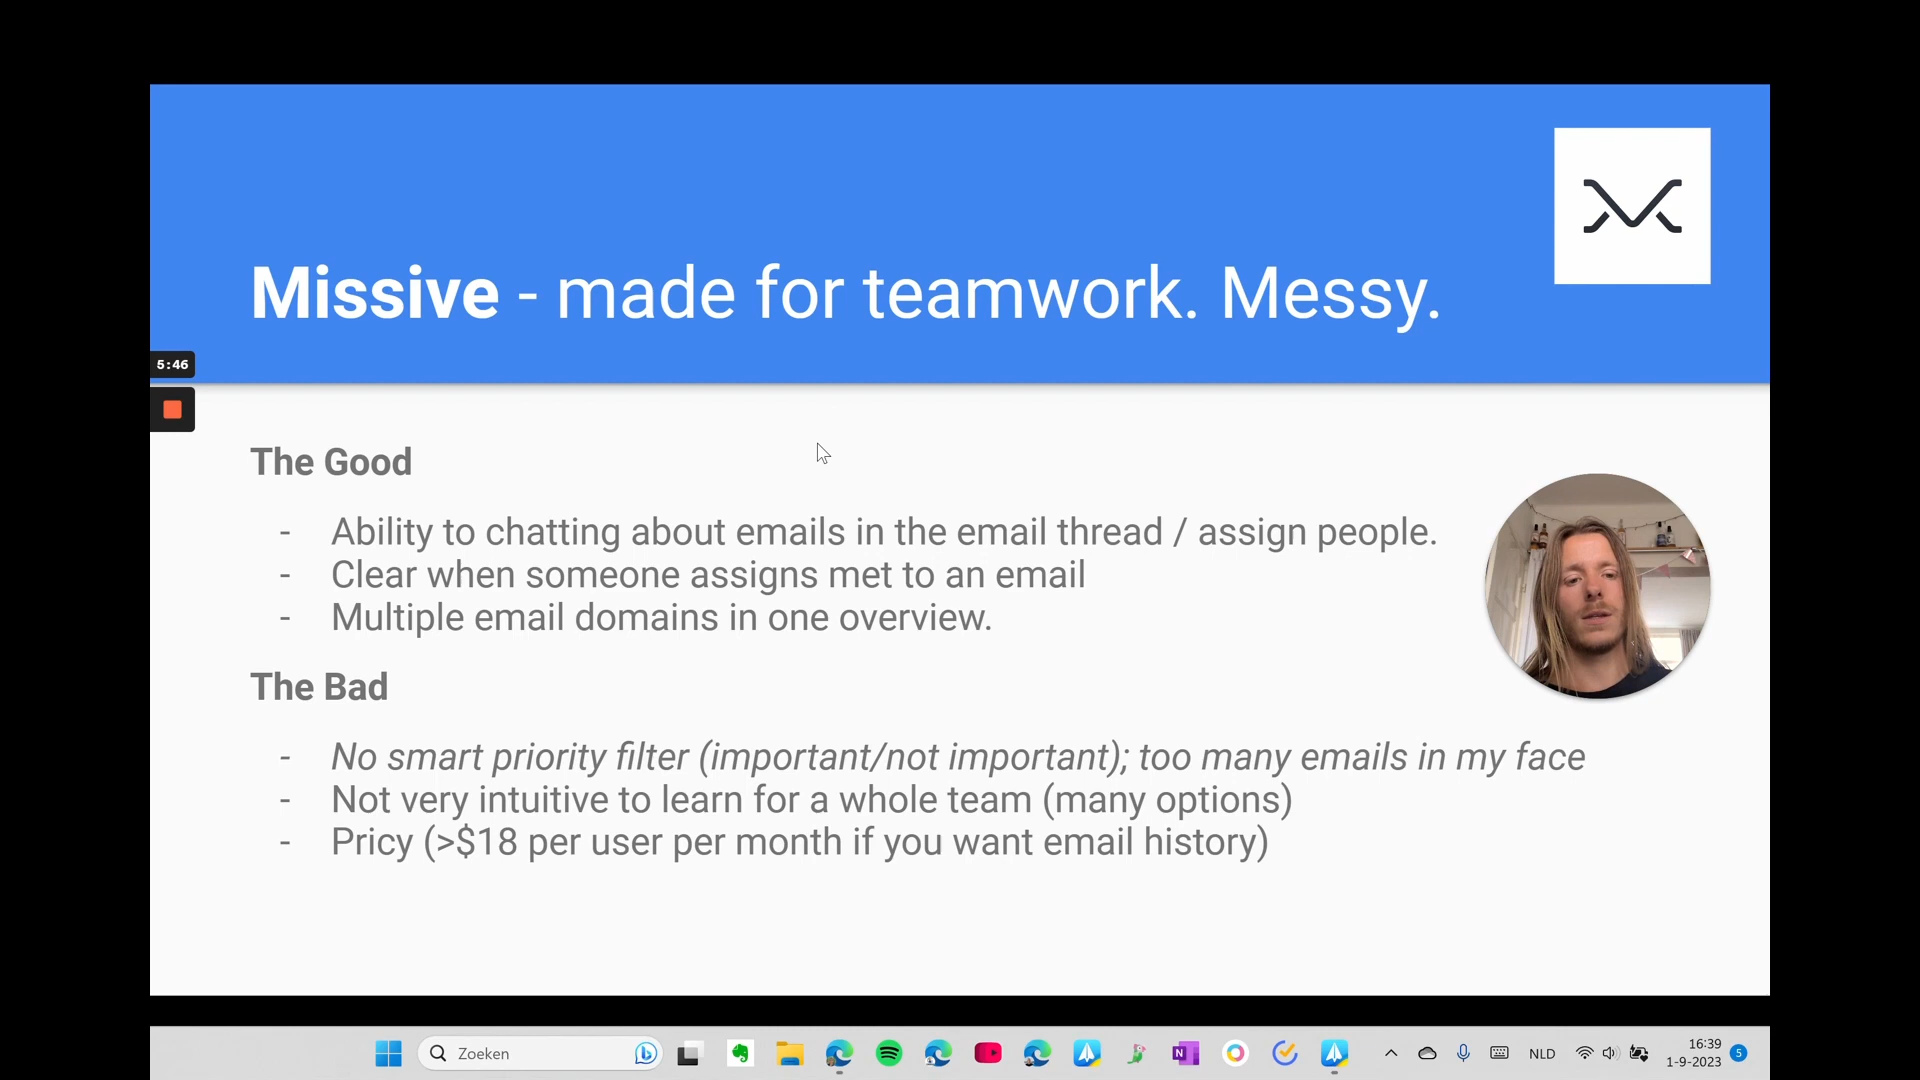 Missive - made for teamwork. Messy.
5:46
The Good
- Ability to chatting about emails in the email thread / assign people.
- Clear when someone assigns met to an email
- Multiple email domains in one overview.
The Bad
- No smart priority filter (important/not important); too many emails in my face
- Not very intuitive to learn for a whole team (many options)
- Pricy (>$18 per user per month if you want email history)
Zoeken
N
NLD
16:39
1-9-2023
5